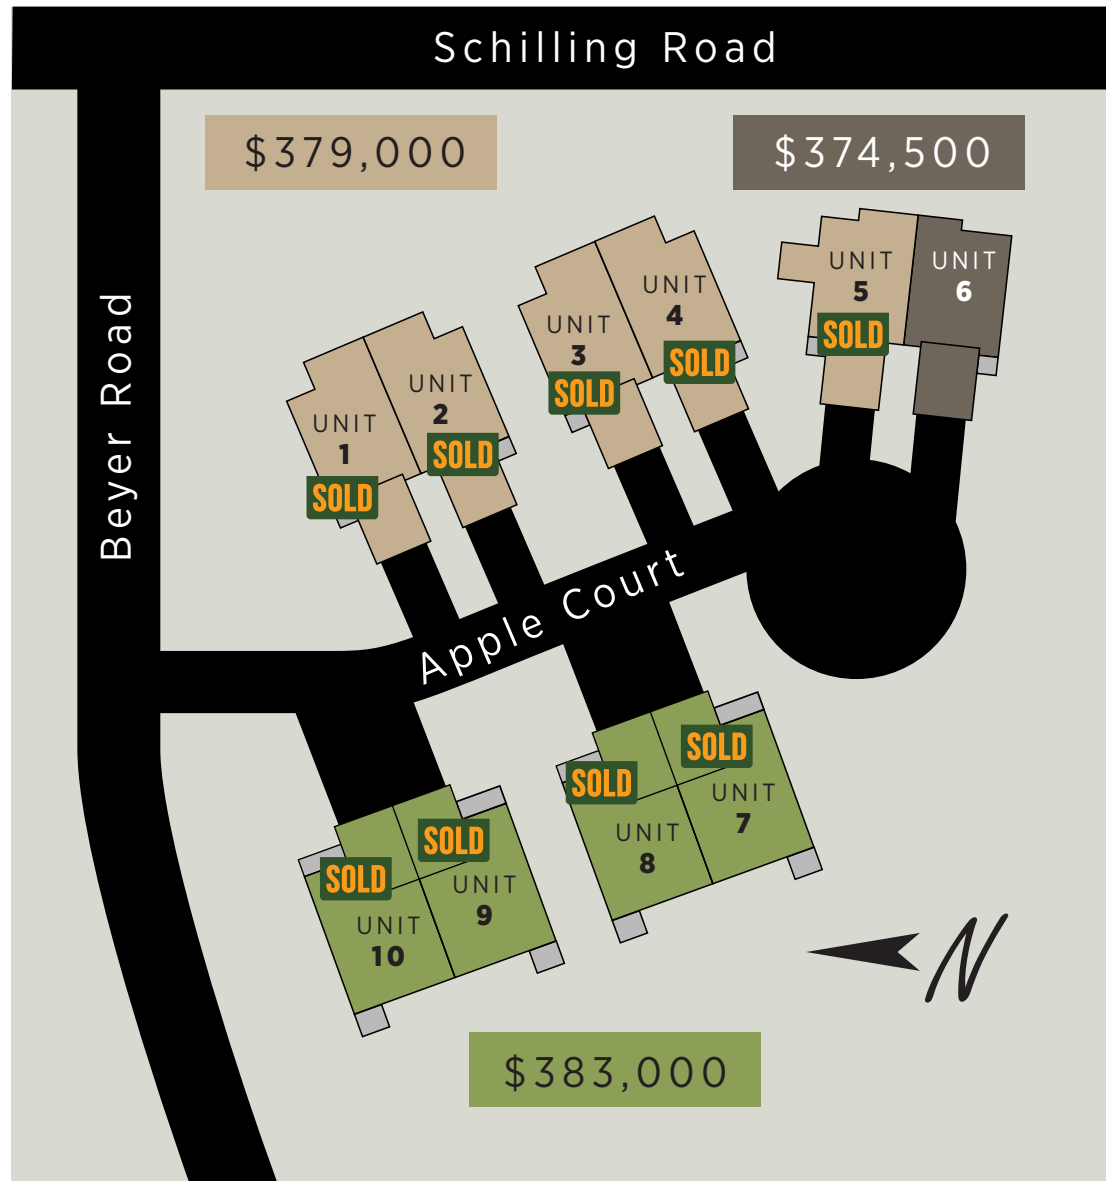 Schilling Road
$379,000
$374,500
Beyer Road
UNIT
1
SOLD
UNIT
2
SOLD
UNIT
3
SOLD
UNIT
4
SOLD
UNIT
5
SOLD
UNIT
6
Apple Court
SOLD
UNIT
7
SOLD
UNIT
8
SOLD
UNIT
9
SOLD
UNIT
10
N
$383,000